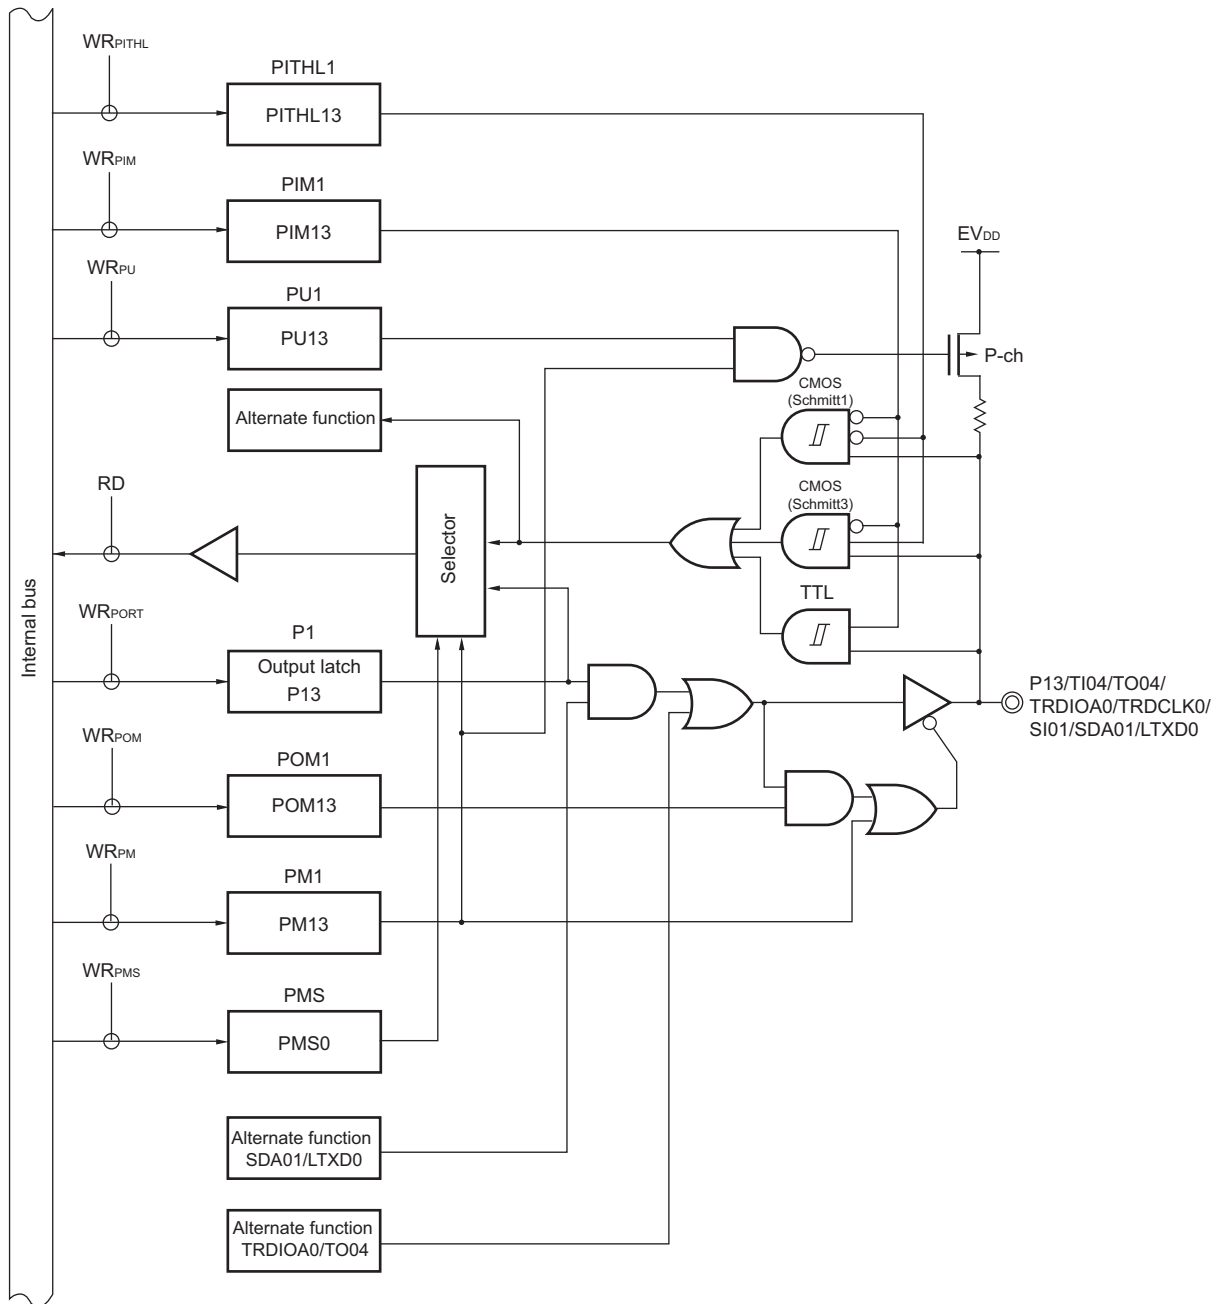 WRPITHL
PITHL1
PITHL13
WRPIM
PIM1
PIM13
WRPU
PU1
PU13
EVDD
P-ch
Alternate function
CMOS
(Schmitt1)
RD
Selector
CMOS
(Schmitt3)
TTL
Internal bus
WRPORT
P1
Output latch
P13
P13/TI04/TO04/
TRDIOA0/TRDCLK0/
SI01/SDA01/LTXD0
WRPOM
POM1
POM13
WRPM
PM1
PM13
WRPMS
PMS
PMS0
Alternate function
SDA01/LTXD0
Alternate function
TRDIOA0/TO04